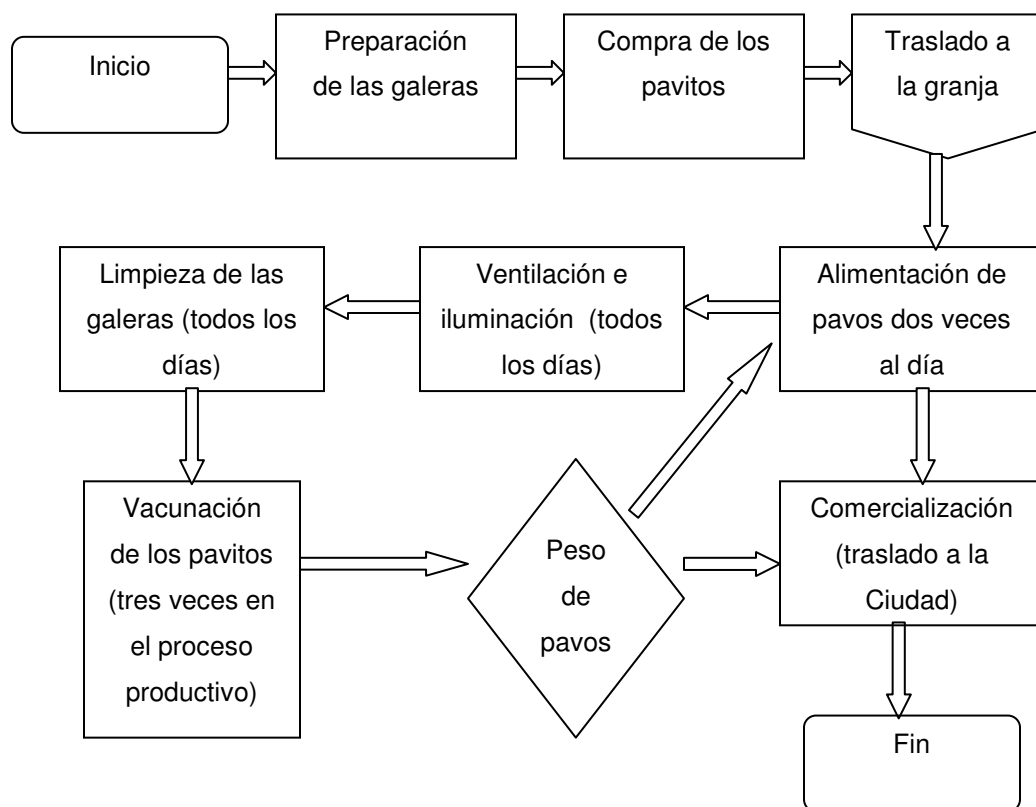 Inicio
Preparación
de las galeras
Compra de los
pavitos
Traslado a
la granja
Limpieza de las
galeras (todos los
días)
Ventilación e
iluminación (todos
los días)
Alimentación de
pavos dos veces
al día
Vacunación
de los pavitos
(tres veces en
el proceso
productivo)
Peso
de
pavos
Comercialización
(traslado a la
Ciudad)
Fin